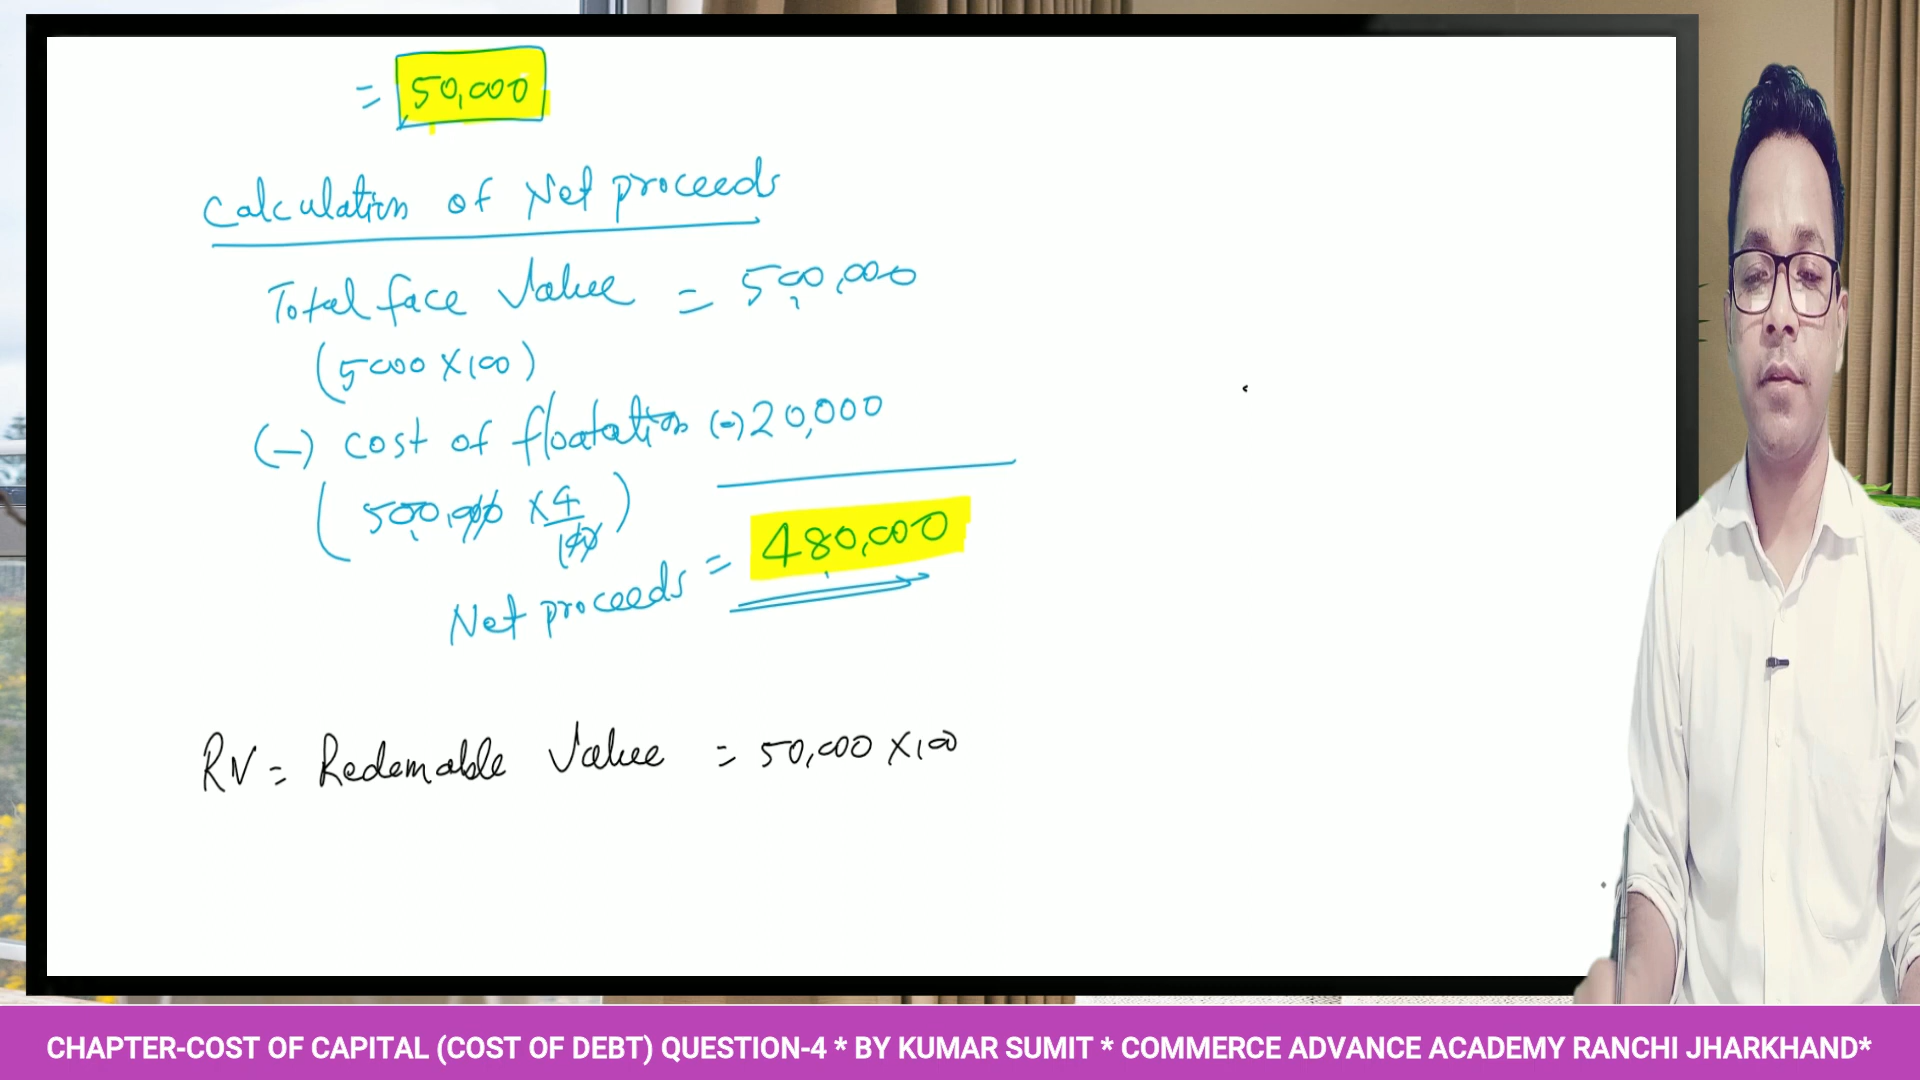 = 50,000
Calculation of Net proceeds
Total face Value = 500,000
(5000 X 100)
(-) cost of floatation (-) 20,000
(500,000 X 4/100)
Net proceeds = 480,000
RV = Redemable Value = 50,000 X 100
CHAPTER-COST OF CAPITAL (COST OF DEBT) QUESTION-4 * BY KUMAR SUMIT * COMMERCE ADVANCE ACADEMY RANCHI JHARKHAND*